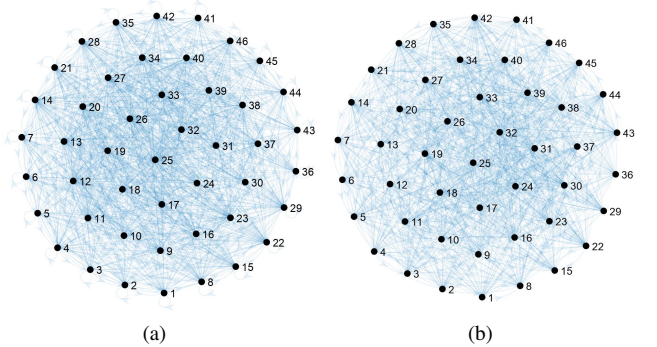 42 41 42 41
35 46 35 46
28 34 40 45 28 34 40 45
21 27 33 39 44 21 27 33 39 44
14 20 26 38 43 14 20 26 38 43
7 13 19 32 31 37 36 7 13 19 32 31 37 36
6 12 18 25 24 30 29 6 12 18 25 24 30 29
5 11 17 23 22 5 11 17 23 22
4 10 9 16 15 4 10 9 16 15
3 2 1 8 3 2 1 8
(a) (b)